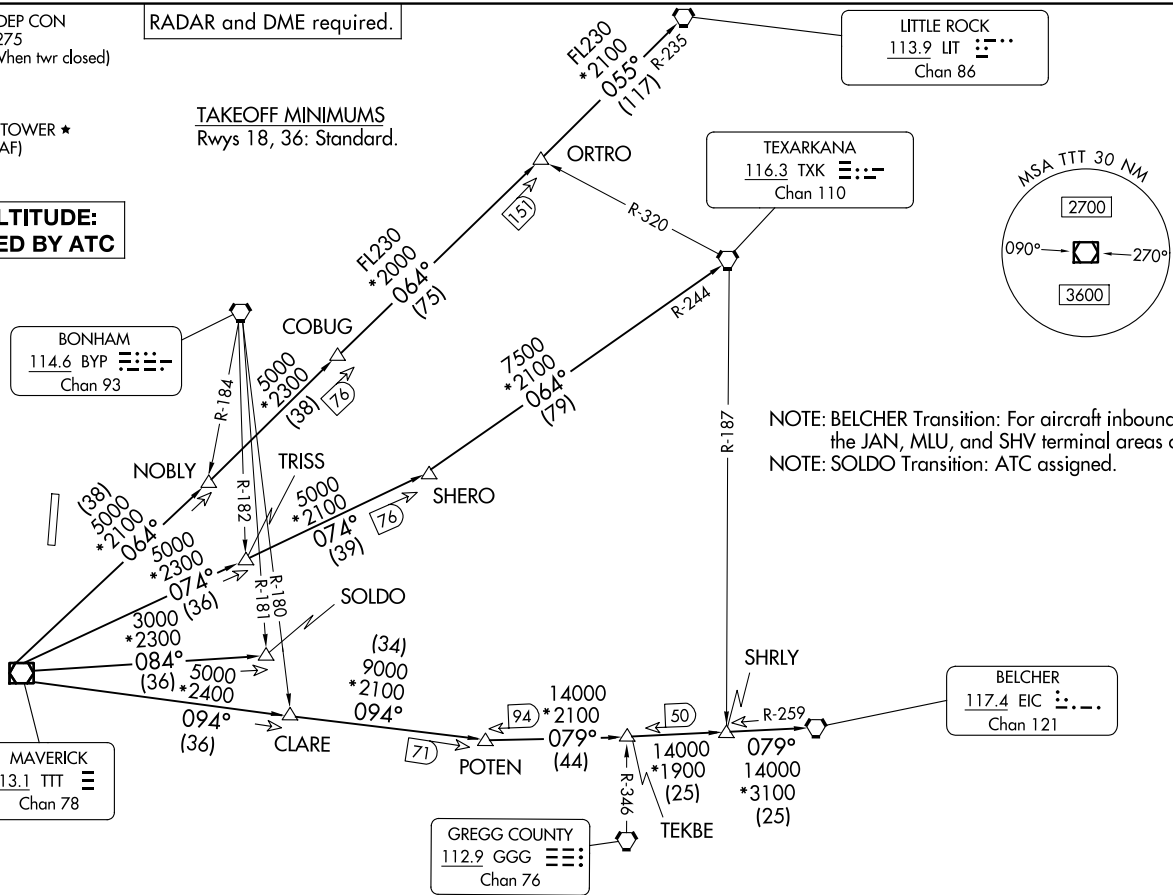 DEP CON
275
When twr closed)
TOWER ★
AF)
LTITUDE:
ED BY ATC
RADAR and DME required.
TAKEOFF MINIMUMS
Rwys 18, 36: Standard.
LITTLE ROCK
113.9 LIT
Chan 86
TEXARKANA
116.3 TXK
Chan 110
MSA TTT 30 NM
2700
090°
270°
3600
FL230
*2100
055°
(117)
R-235
ORTRO
151
R-320
FL230
*2000
064°
(75)
COBUG
BONHAM
114.6 BYP
Chan 93
R-184
5000
*2300
(38)
76
R-244
7500
*2100
064°
(79)
R-187
NOTE: BELCHER Transition: For aircraft inbound
the JAN, MLU, and SHV terminal areas
NOTE: SOLDO Transition: ATC assigned.
NOBLY
TRISS
R-182
SHERO
5000
*2100
074°
(39)
76
(38)
5000
*2100
064°
5000
*2300
074°
(36)
R-181
R-180
SOLDO
3000
*2300
084°
(36)
5000
*2400
094°
(36)
CLARE
(34)
9000
*2100
094°
71
POTEN
94
14000
*2100
079°
(44)
50
SHRLY
R-259
BELCHER
117.4 EIC
Chan 121
14000
*1900
(25)
079°
14000
*3100
(25)
TEKBE
R-346
MAVERICK
13.1 TTT
Chan 78
GREGG COUNTY
112.9 GGG
Chan 76